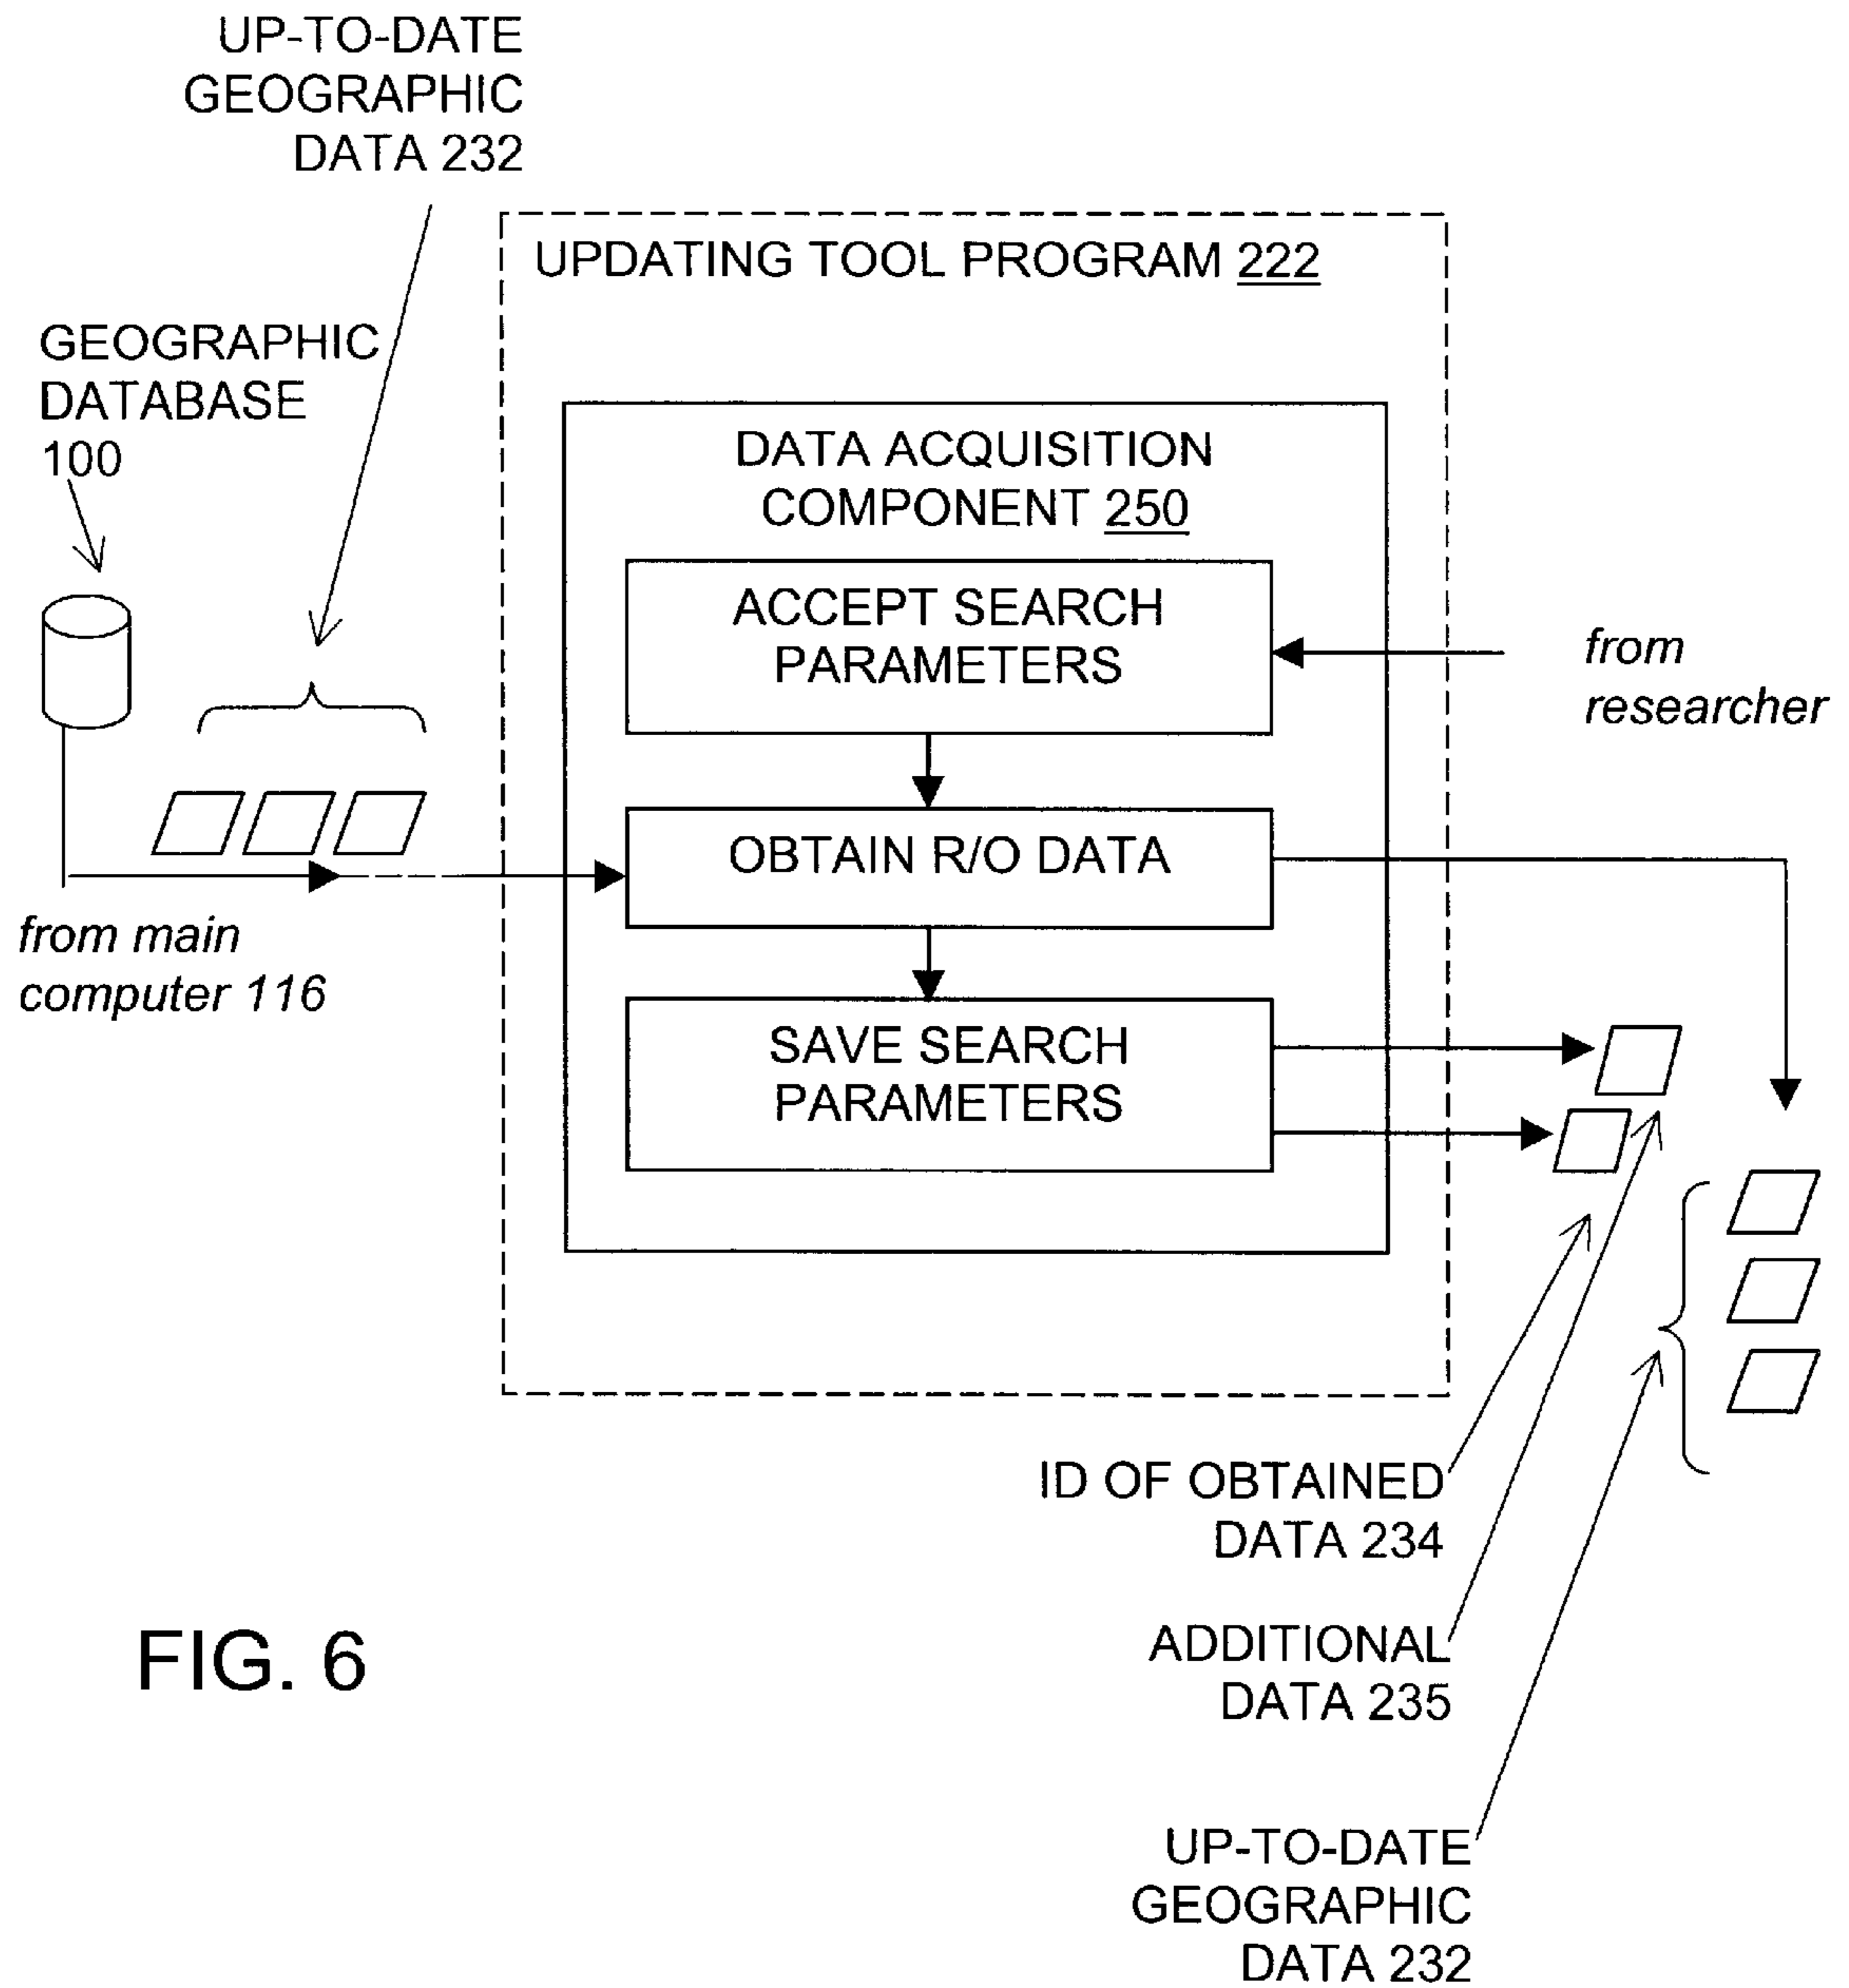 UP-TO-DATE
GEOGRAPHIC
DATA 232
UPDATING TOOL PROGRAM 222
GEOGRAPHIC
DATABASE
100
DATA ACQUISITION
COMPONENT 250
ACCEPT SEARCH
PARAMETERS
from
researcher
OBTAIN R/O DATA
from main
computer 116
SAVE SEARCH
PARAMETERS
ID OF OBTAINED
DATA 234
ADDITIONAL
DATA 235
FIG. 6
UP-TO-DATE
GEOGRAPHIC
DATA 232